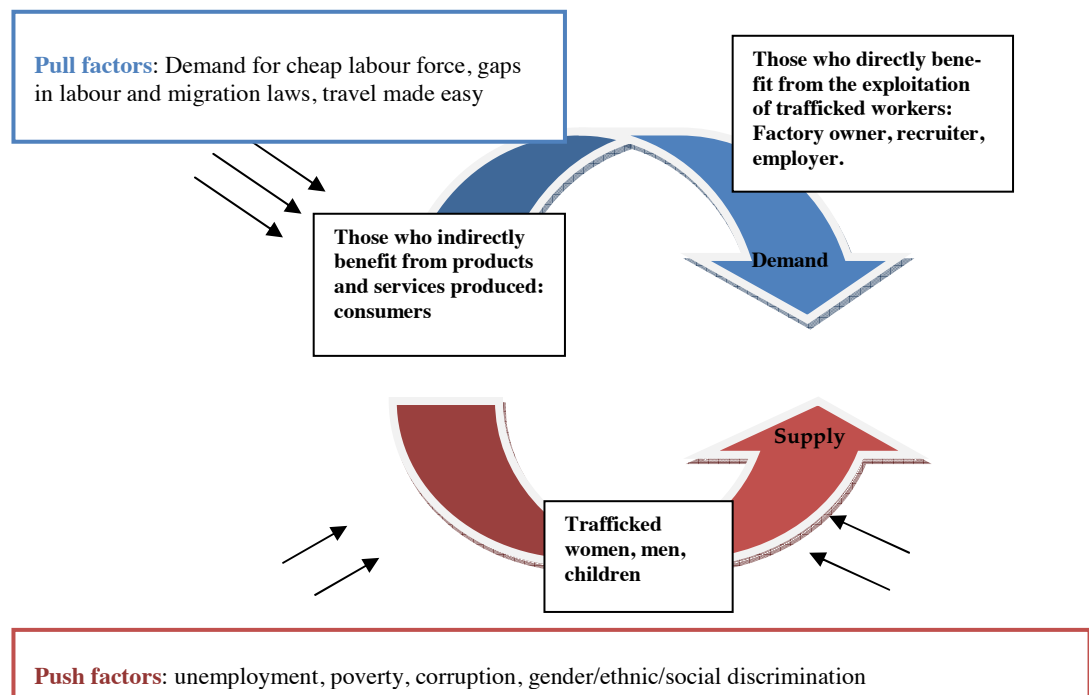 Pull factors: Demand for cheap labour force, gaps
in labour and migration laws, travel made easy
Those who directly bene-
fit from the exploitation
of trafficked workers:
Factory owner, recruiter,
employer.
Those who indirectly
benefit from products
and services produced:
consumers
Demand
Supply
Trafficked
women, men,
children
Push factors: unemployment, poverty, corruption, gender/ethnic/social discrimination